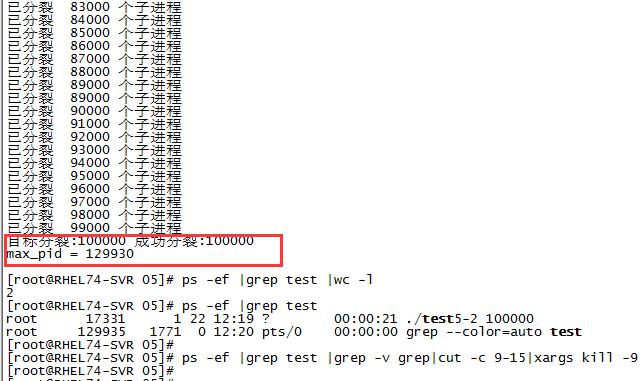 已分裂 83000 个子进程
已分裂 84000 个子进程
已分裂 85000 个子进程
已分裂 86000 个子进程
已分裂 87000 个子进程
已分裂 88000 个子进程
已分裂 89000 个子进程
已分裂 89000 个子进程
已分裂 90000 个子进程
已分裂 91000 个子进程
已分裂 92000 个子进程
已分裂 93000 个子进程
已分裂 94000 个子进程
已分裂 95000 个子进程
已分裂 96000 个子进程
已分裂 97000 个子进程
已分裂 98000 个子进程
已分裂 99000 个子进程
目标分裂:100000 成功分裂:100000
max_pid = 129930
[root@RHEL74-SVR 05]# ps -ef |grep test |wc -l
2
[root@RHEL74-SVR 05]# ps -ef |grep test
root 17331 1 22 12:19 ? 00:00:21 ./test5-2 100000
root 129935 1771 0 12:20 pts/0 00:00:00 grep --color=auto test
[root@RHEL74-SVR 05]#
[root@RHEL74-SVR 05]# ps -ef |grep test |grep -v grep|cut -c 9-15|xargs kill -9
[root@RHEL74-SVR 05]#
[root@RHEL74-SVR 05]#